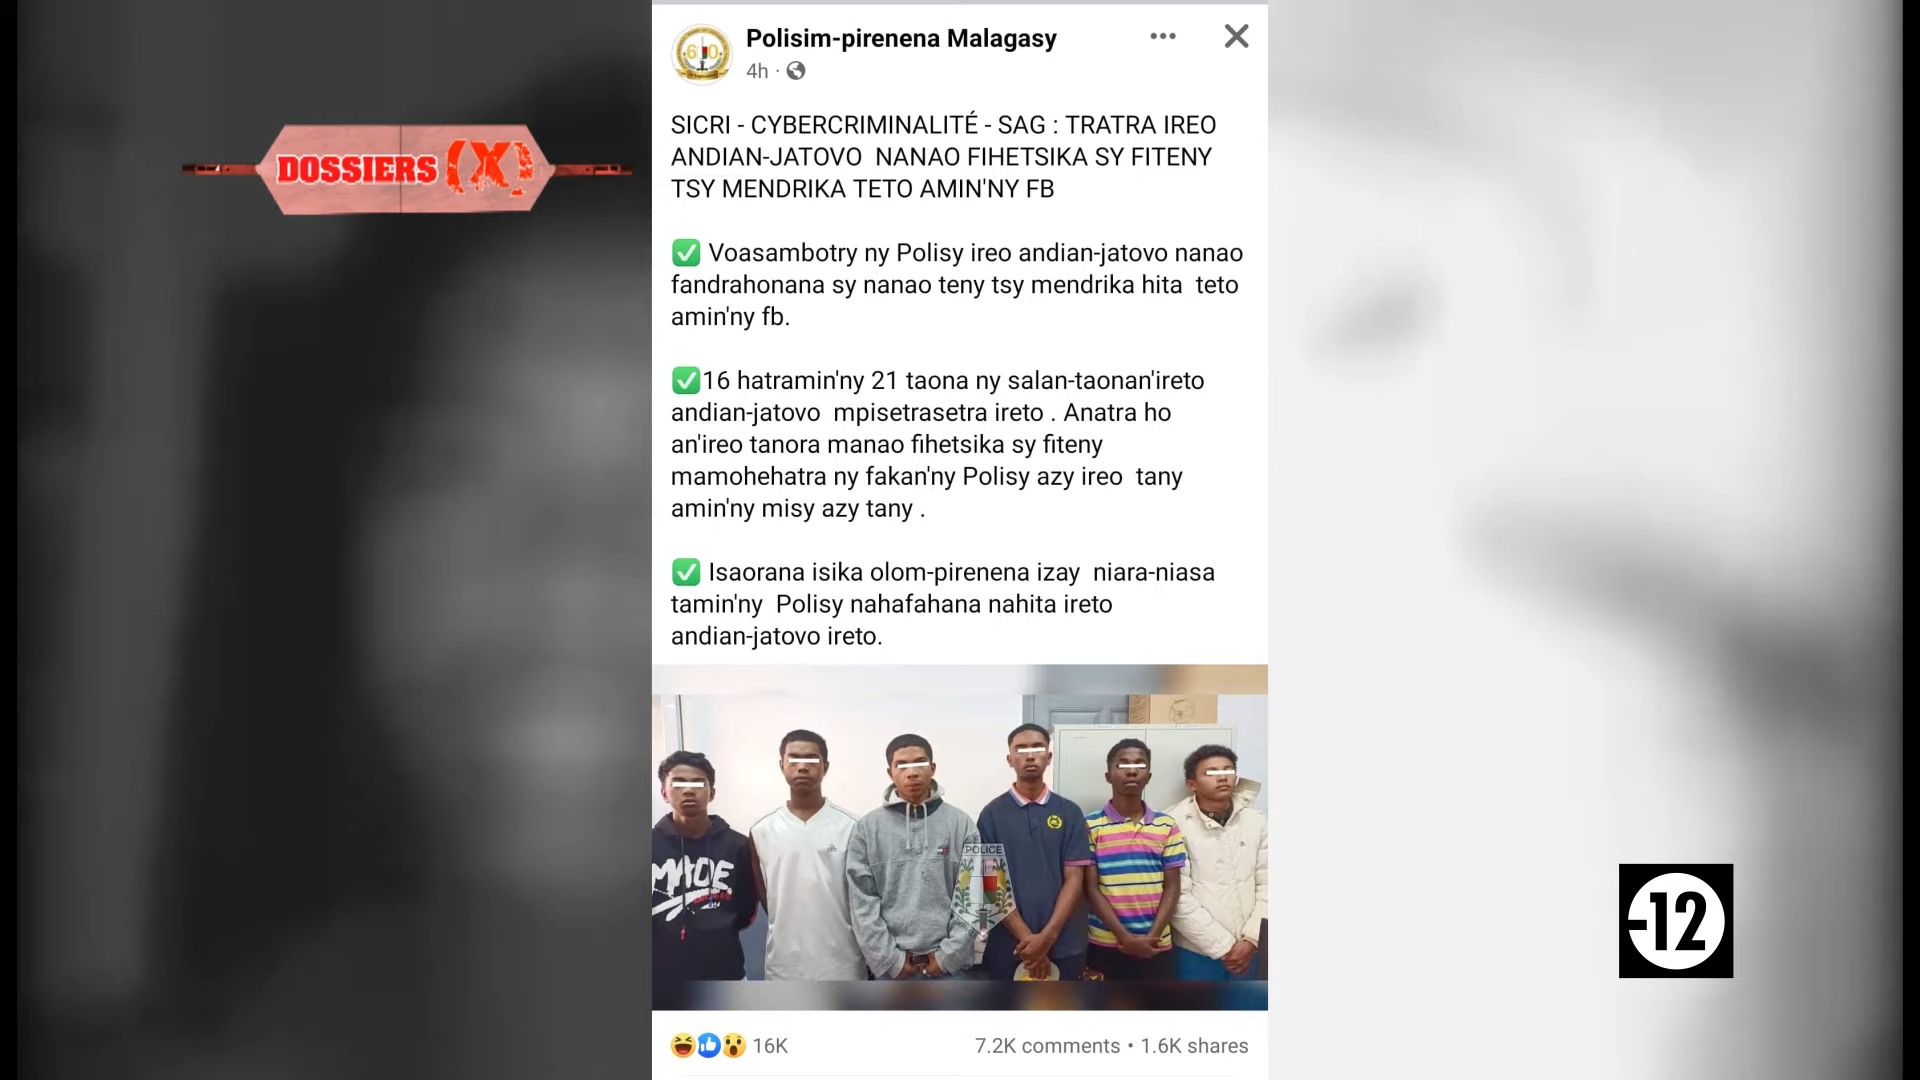 Polisim-pirenena Malagasy
4h ·
SICRI - CYBERCRIMINALITÉ - SAG : TRATRA IREO
ANDIAN-JATOVO NANAO FIHETSIKA SY FITENY
TSY MENDRIKA TETO AMIN'NY FB
✅ Voasambotry ny Polisy ireo andian-jatovo nanao
fandrahonana sy nanao teny tsy mendrika hita teto
amin'ny fb.
✅16 hatramin'ny 21 taona ny salan-taonan'ireto
andian-jatovo mpisetrasetra ireto . Anatra ho
an'ireo tanora manao fihetsika sy fiteny
mamohehatra ny fakan'ny Polisy azy ireo tany
amin'ny misy azy tany .
✅ Isaorana isika olom-pirenena izay niara-niasa
tamin'ny Polisy nahafahana nahita ireto
andian-jatovo ireto.
DOSSIERS (X)
POLICE
-12
16K
7.2K comments • 1.6K shares